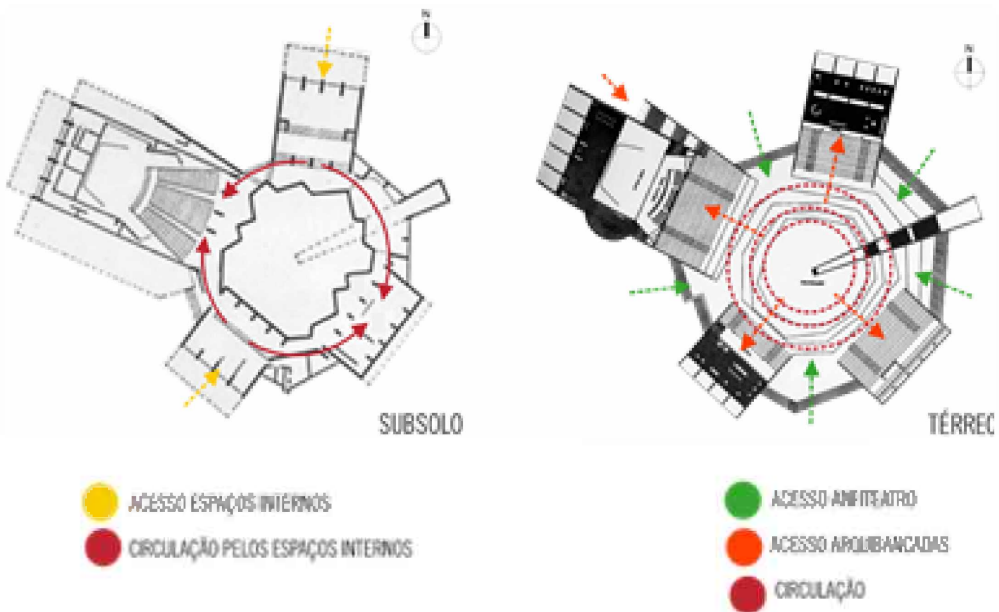 N
N
SUBSOLO
TÉRREO
ACESSO ESPAÇOS INTERNOS
CIRCULAÇÃO PELOS ESPAÇOS INTERNOS
ACESSO ANFITEATRO
ACESSO ARQUIBANCADAS
CIRCULAÇÃO